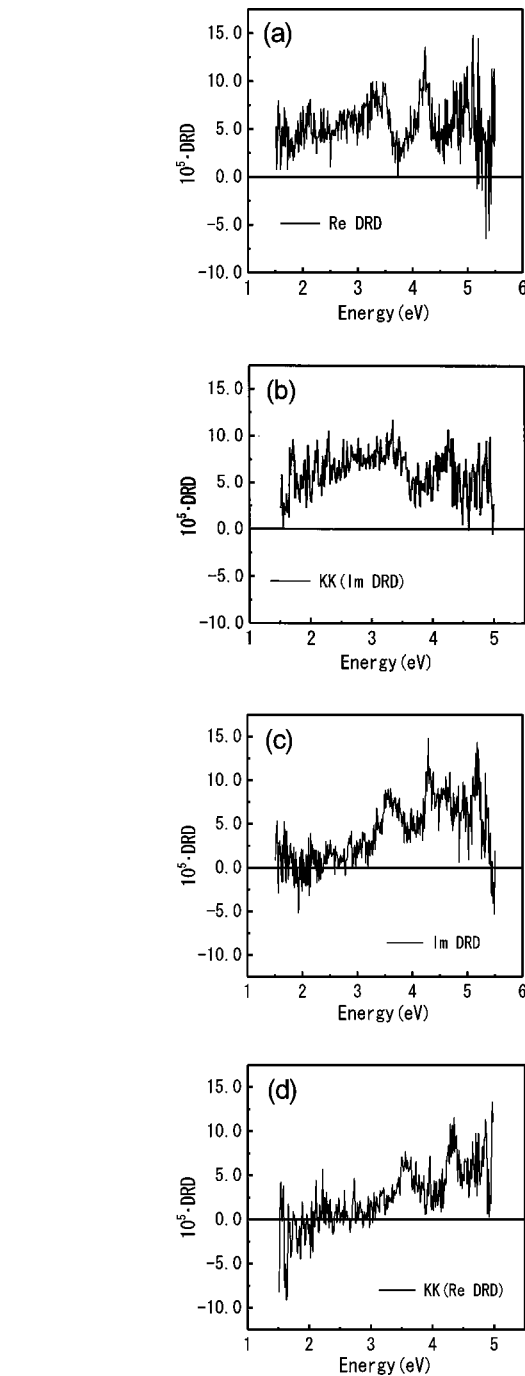 (a)
15.0
10.0
5.0
0.0
-5.0
-10.0
10⁵·DRD
Re DRD
1 2 3 4 5 6
Energy(eV)
(b)
15.0
10.0
5.0
0.0
-5.0
-10.0
10⁵·DRD
KK(Im DRD)
1 2 3 4 5
Energy(eV)
(c)
15.0
10.0
5.0
0.0
-5.0
-10.0
10⁵·DRD
Im DRD
1 2 3 4 5 6
Energy(eV)
(d)
15.0
10.0
5.0
0.0
-5.0
-10.0
10⁵·DRD
KK(Re DRD)
1 2 3 4 5
Energy(eV)